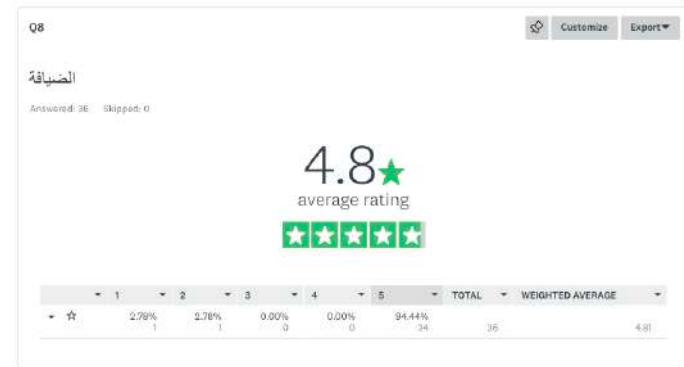 Q8
Customize Export
الضيافة
Answered: 36 Skipped: 0
4.8
average rating
1 2 3 4 5 TOTAL WEIGHTED AVERAGE
2.78% 2.78% 0.00% 0.00% 94.44%
1 1 0 0 34 36 4.81